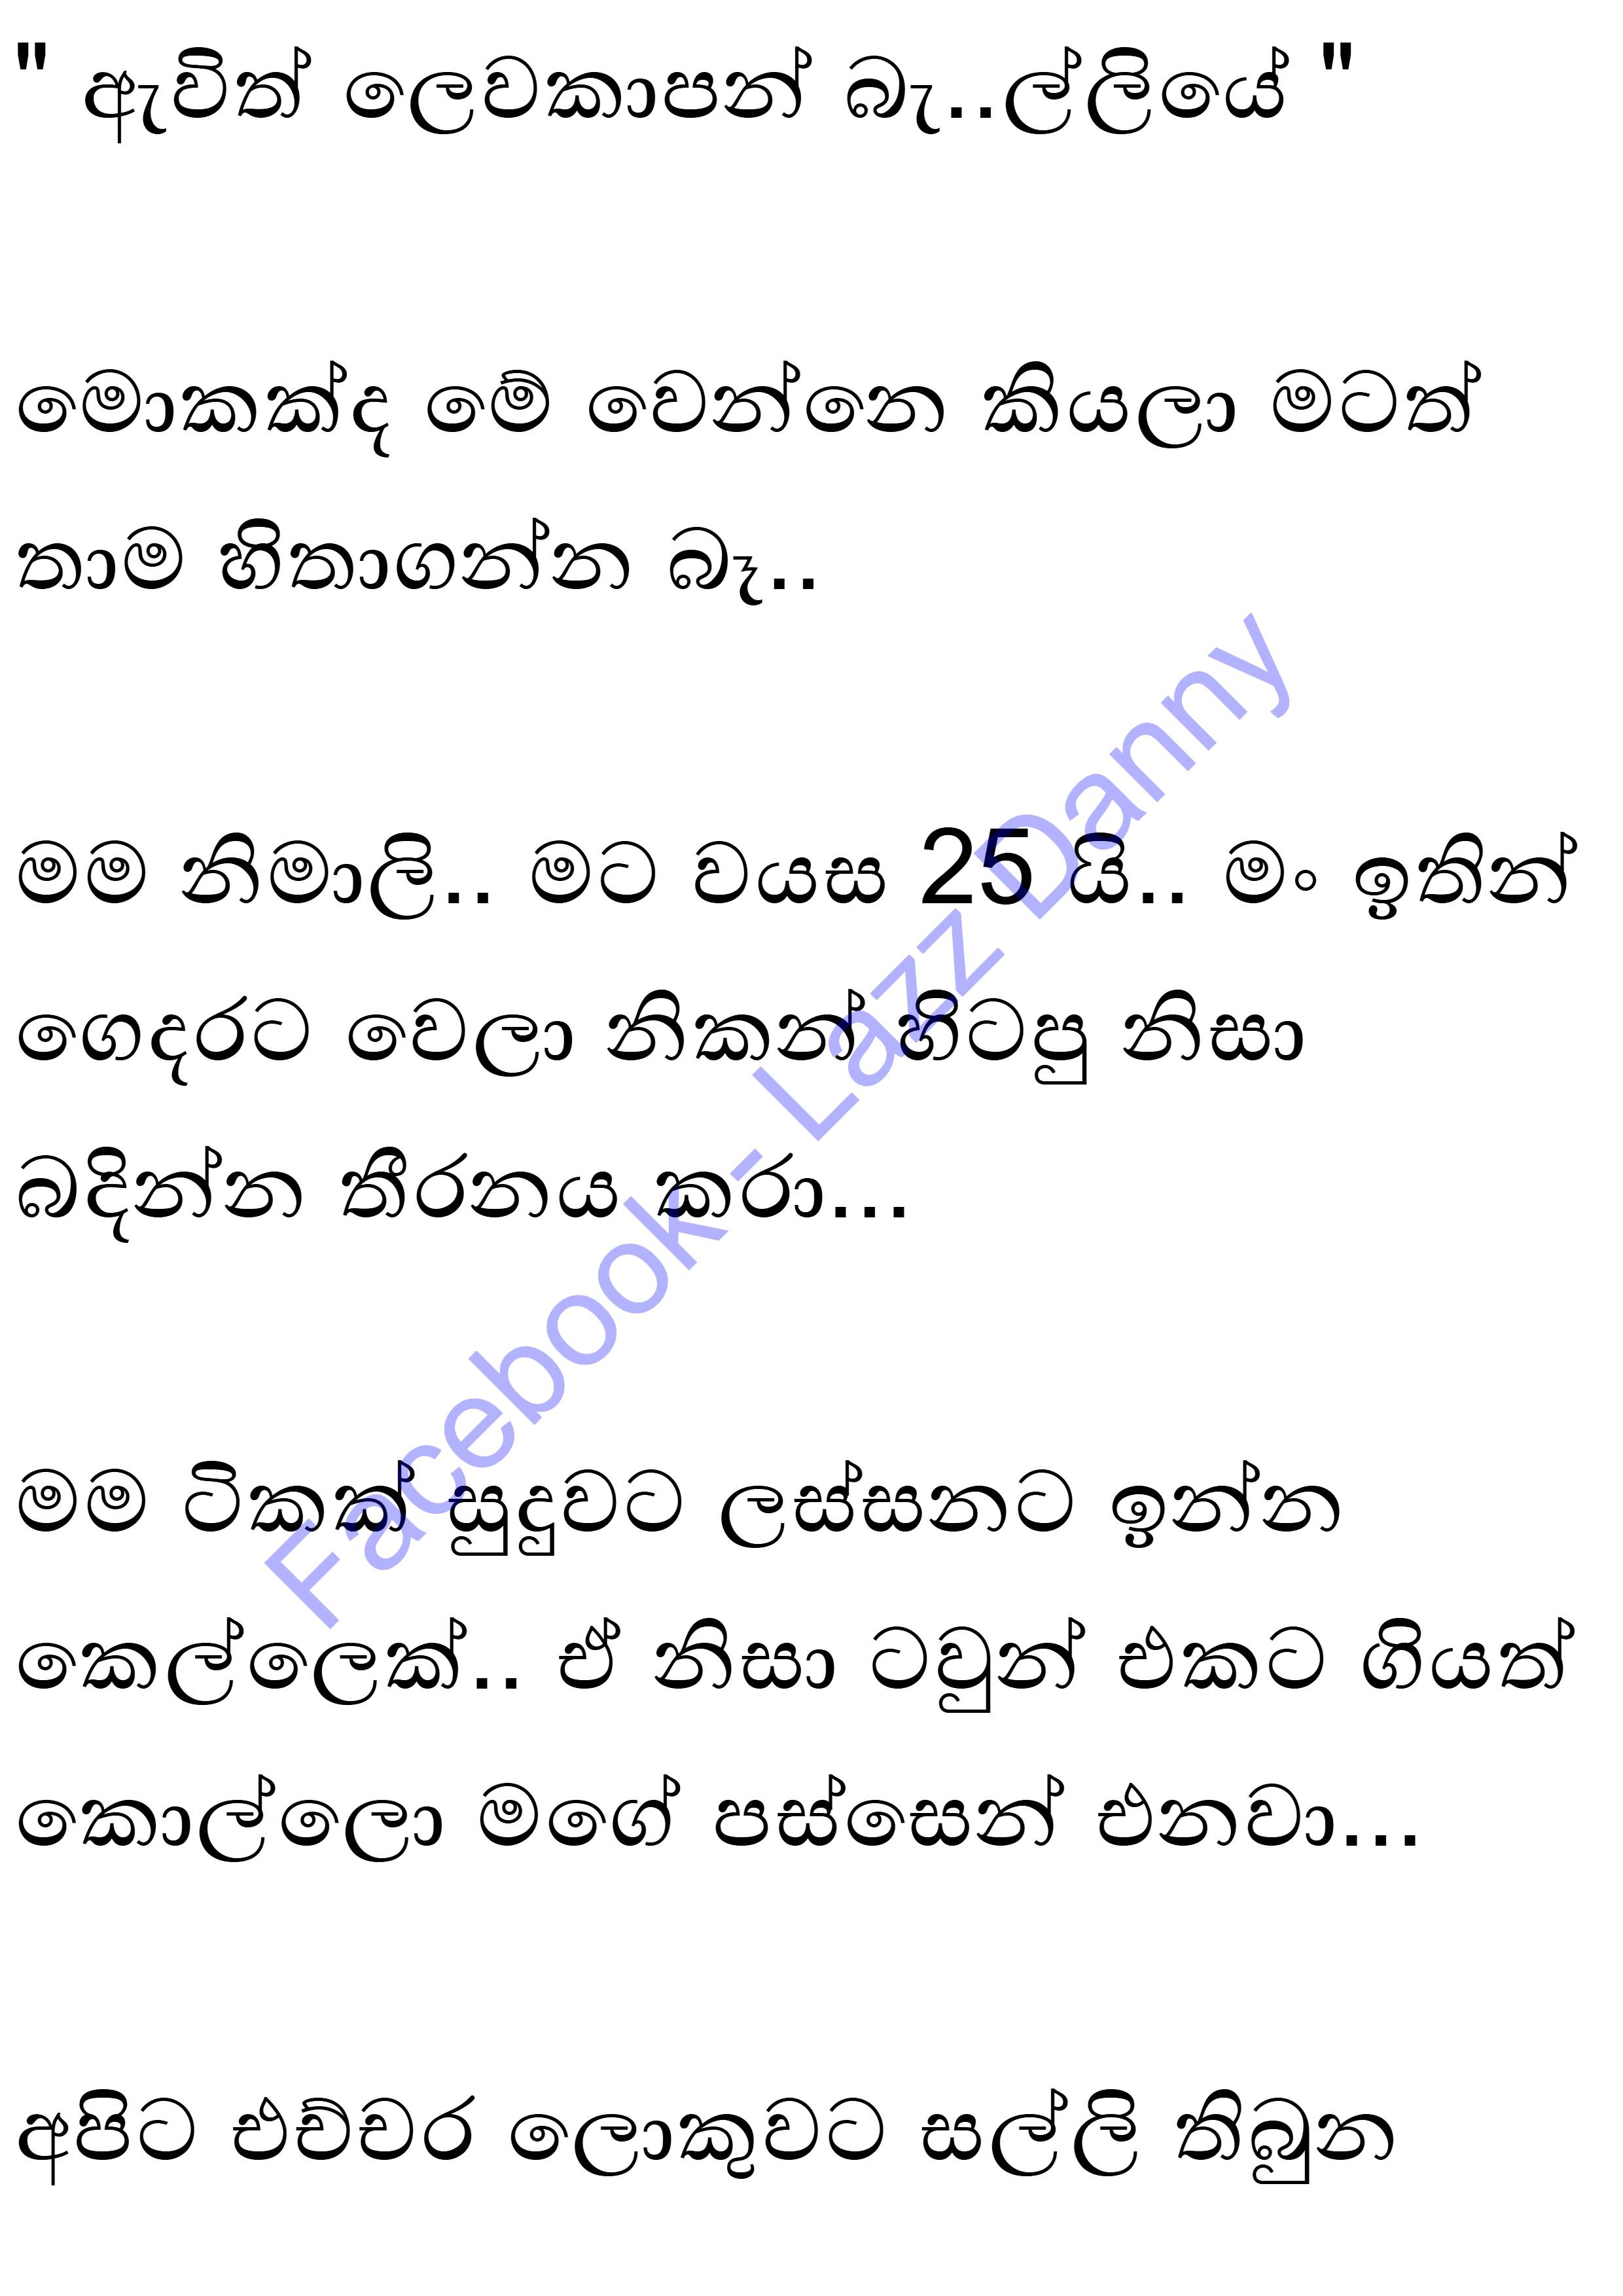 " ඇවිත් ලෙවකාපන් බැ..ල්ලියේ "
මොකක්ද මේ වෙන්නෙ කියලා මටත්
තාම හිතාගන්න බෑ..
මම නිමාලි.. මට වයස 25 යි.. මං ඉතින්
ගෙදරට වෙලා නිකන් හිටපු නිසා
බදින්න තීරනය කරා...
මම ටිකක් සුදුවට ලස්සනට ඉන්න
කෙල්ලෙක්.. ඒ නිසා ටවුන් එකට ගියත්
කොල්ලො මගේ පස්සෙන් එනවා...
අපිට එච්චර ලොකුවට සල්ලි තිබුන
Facebook - Lazz Danny